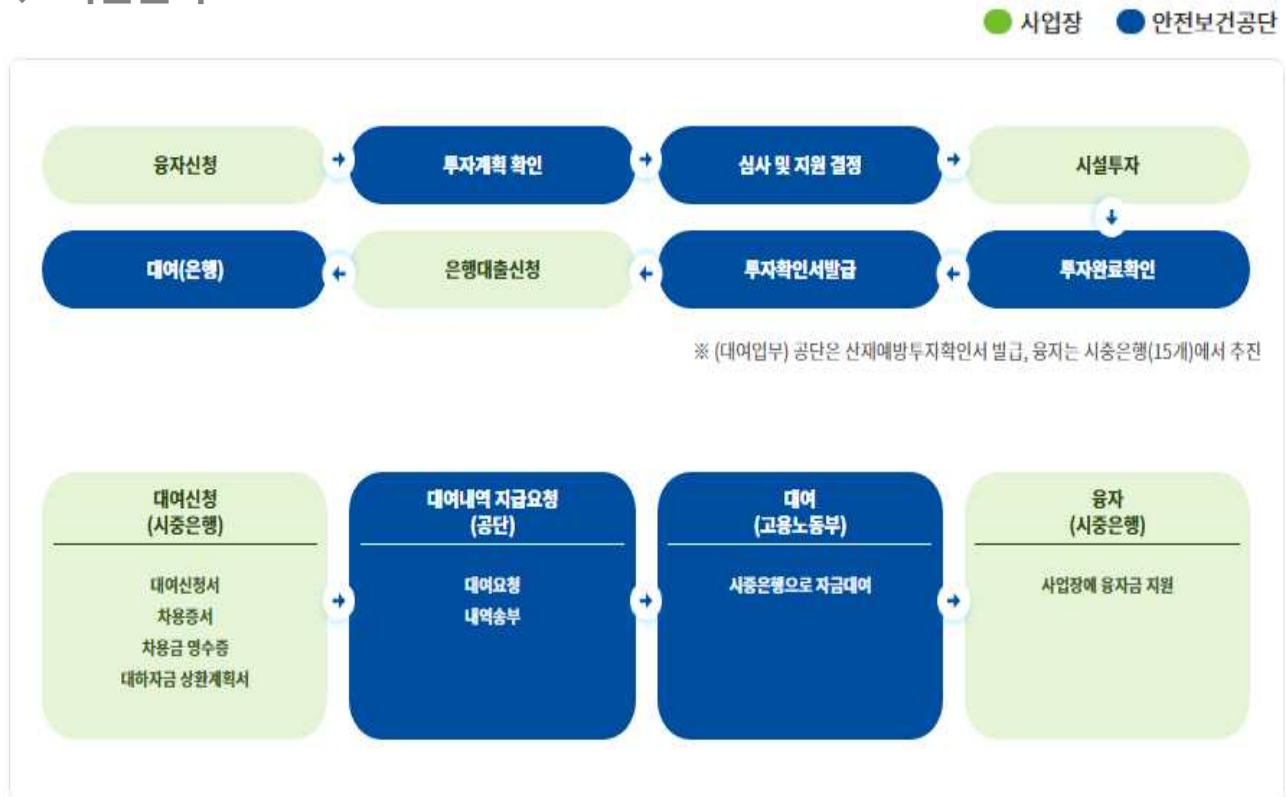 사업장 안전보건공단
융자신청 투자계획 확인 심사 및 지원 결정 시설투자
대여(은행) 은행대출신청 투자확인서발급 투자완료확인
※ (대여업무) 공단은 산재예방투자확인서 발급, 융자는 시중은행(15개)에서 추진
대여신청
(시중은행)
대여신청서
차용증서
차용금 영수증
대하자금 상환계획서
대여내역 지급요청
(공단)
대여요청
내역송부
대여
(고용노동부)
시중은행으로 자금대여
융자
(시중은행)
사업장에 융자금 지원